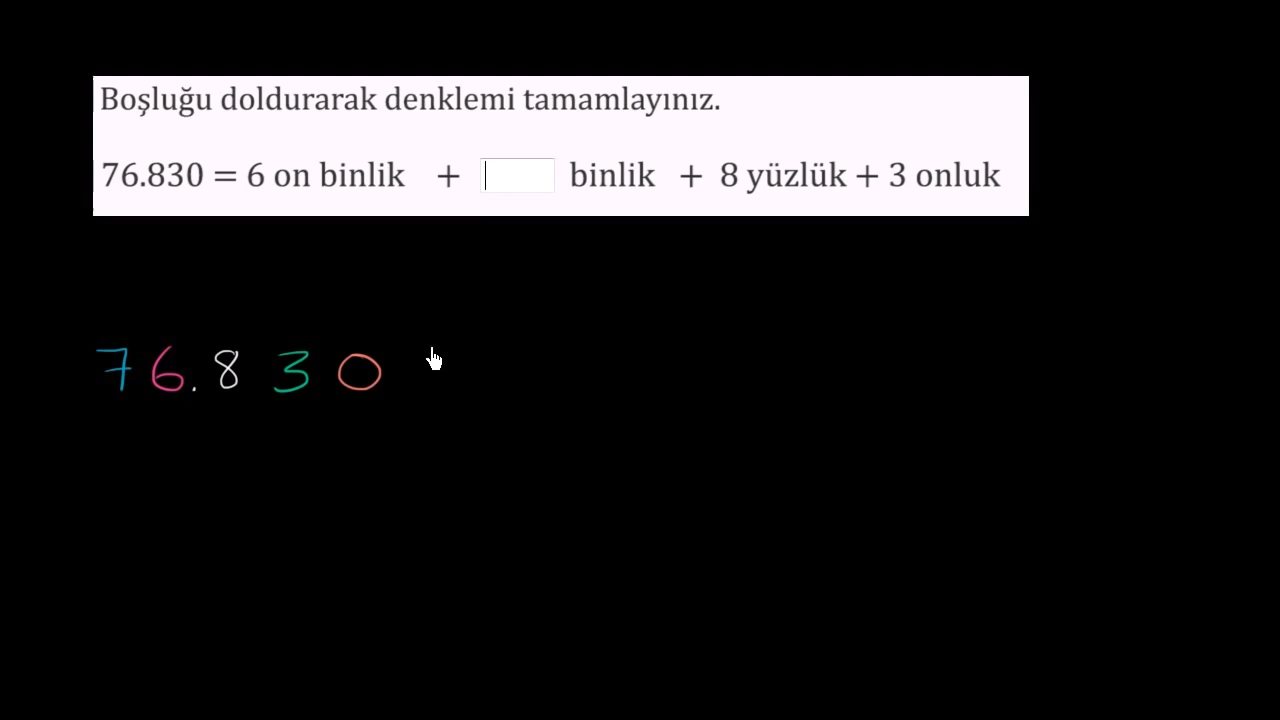 Boşluğu doldurarak denklemi tamamlayınız.
76.830 = 6 on binlik + binlik + 8 yüzlük + 3 onluk
76.830